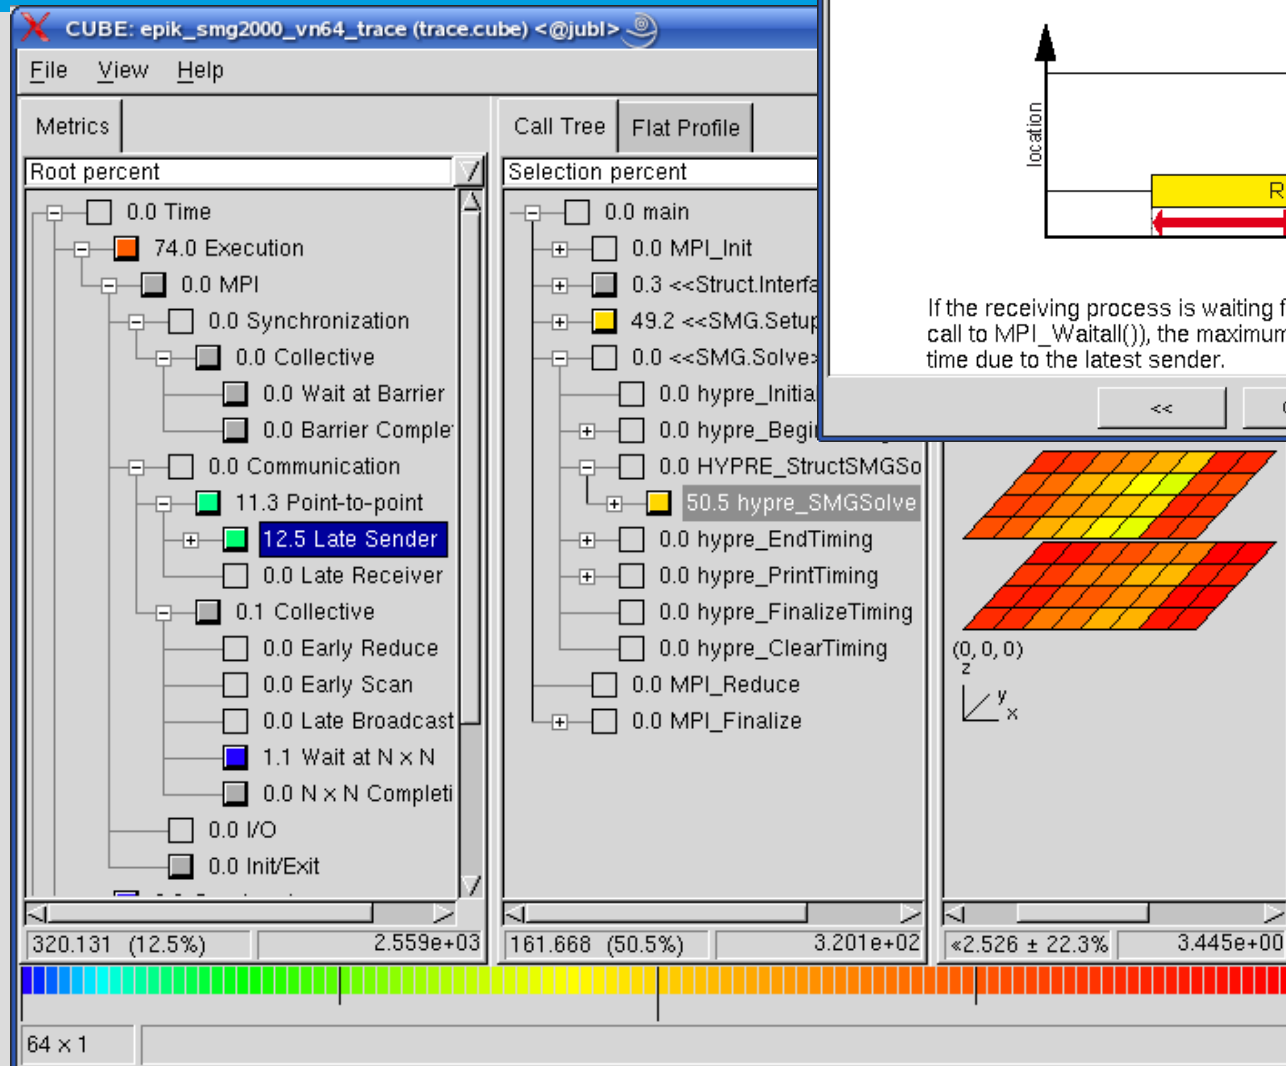 CUBE: epik_smg2000_vn64_trace (trace.cube) <@jubl>
File View Help
Metrics
Root percent
0.0 Time
74.0 Execution
0.0 MPI
0.0 Synchronization
0.0 Collective
0.0 Wait at Barrier
0.0 Barrier Comple
0.0 Communication
11.3 Point-to-point
12.5 Late Sender
0.0 Late Receiver
0.1 Collective
0.0 Early Reduce
0.0 Early Scan
0.0 Late Broadcast
1.1 Wait at N × N
0.0 N × N Completi
0.0 I/O
0.0 Init/Exit
320.131 (12.5%) 2.559e+03
Call Tree Flat Profile
Selection percent
0.0 main
0.0 MPI_Init
0.3 <<Struct.Interfa
49.2 <<SMG.Setup
0.0 <<SMG.Solve>
0.0 hypre_Initia
0.0 hypre_Begi
0.0 HYPRE_StructSMGSo
50.5 hypre_SMGSolve
0.0 hypre_EndTiming
0.0 hypre_PrintTiming
0.0 hypre_FinalizeTiming
0.0 hypre_ClearTiming
0.0 MPI_Reduce
0.0 MPI_Finalize
161.668 (50.5%) 3.201e+02
location
R
If the receiving process is waiting f
call to MPI_Waitall()), the maximum
time due to the latest sender.
<<
(0, 0, 0)
z
y
x
«2.526 ± 22.3% 3.445e+00
64 × 1